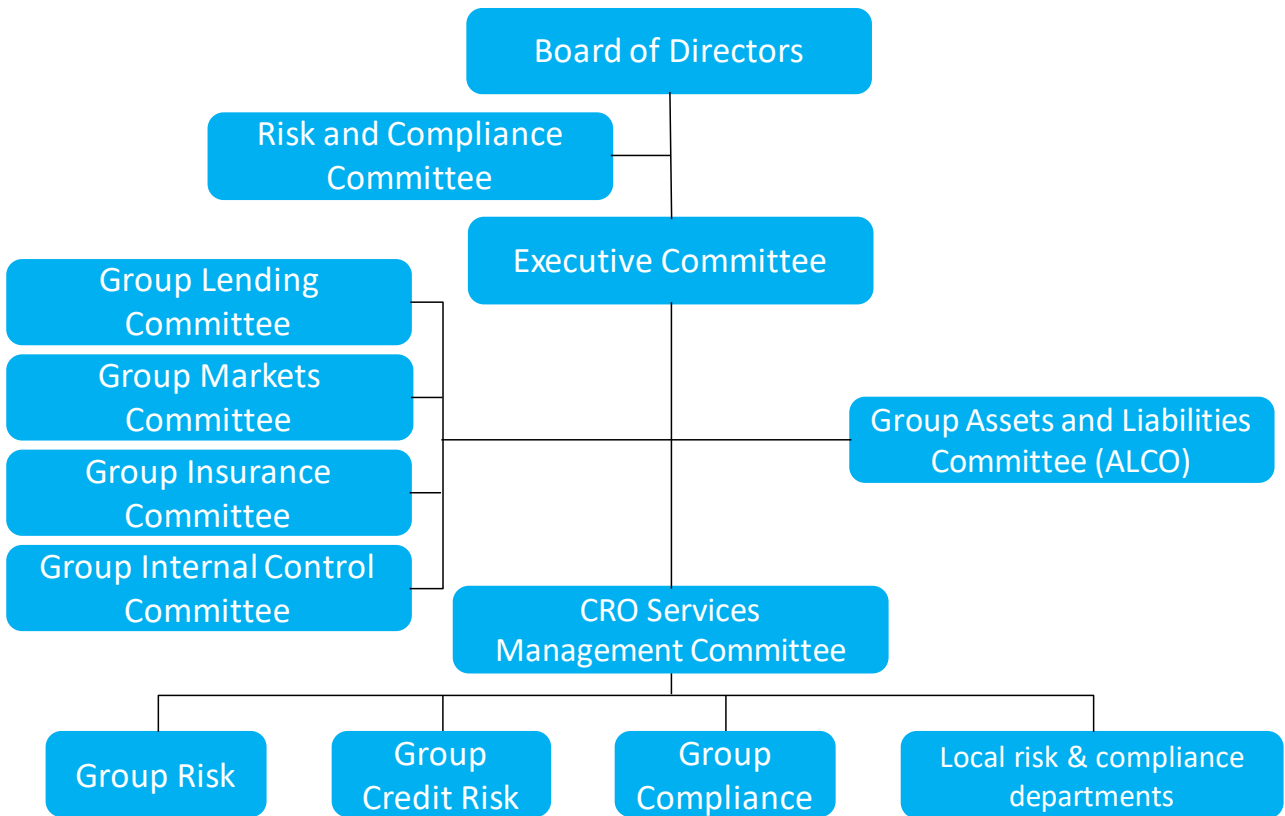 Board of Directors
Risk and Compliance
Committee
Executive Committee
Group Lending
Committee
Group Markets
Committee
Group Insurance
Committee
Group Internal Control
Committee
Group Assets and Liabilities
Committee (ALCO)
CRO Services
Management Committee
Group Risk
Group
Credit Risk
Group
Compliance
Local risk & compliance
departments